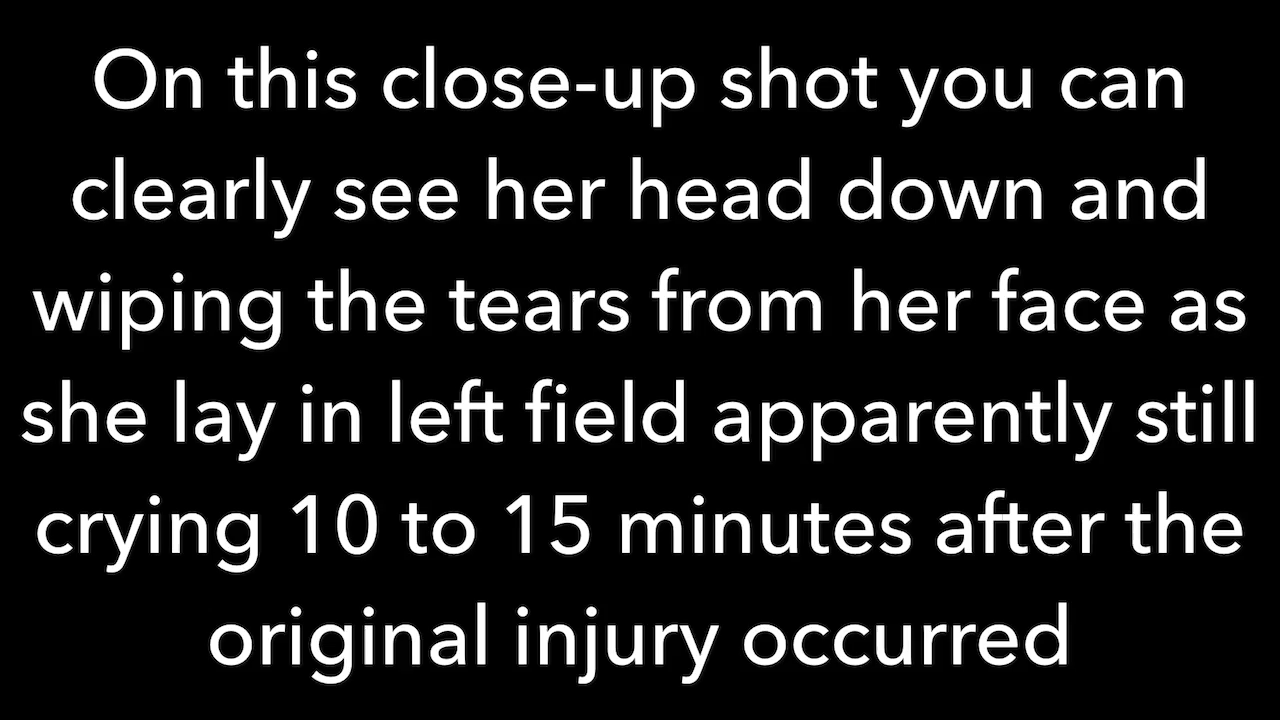 On this close-up shot you can
clearly see her head down and
wiping the tears from her face as
she lay in left field apparently still
crying 10 to 15 minutes after the
original injury occurred